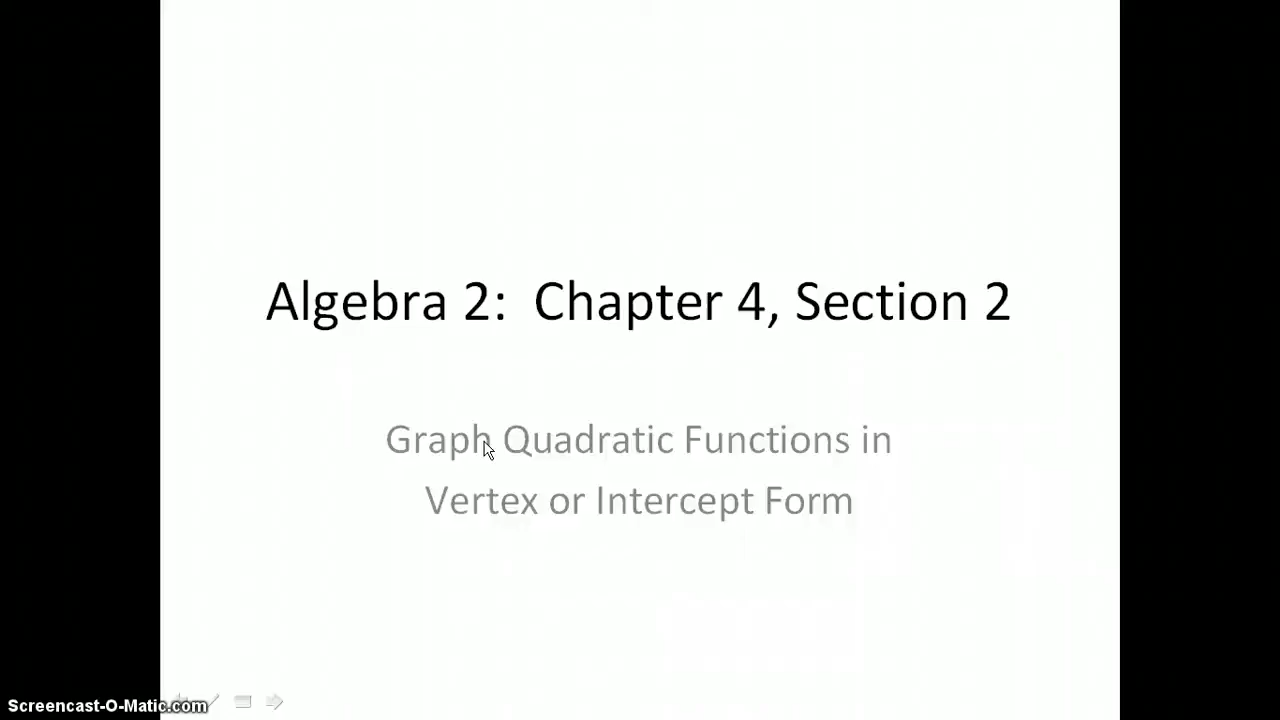 Algebra 2:  Chapter 4, Section 2
Graph Quadratic Functions in
Vertex or Intercept Form
Screencast-O-Matic.com